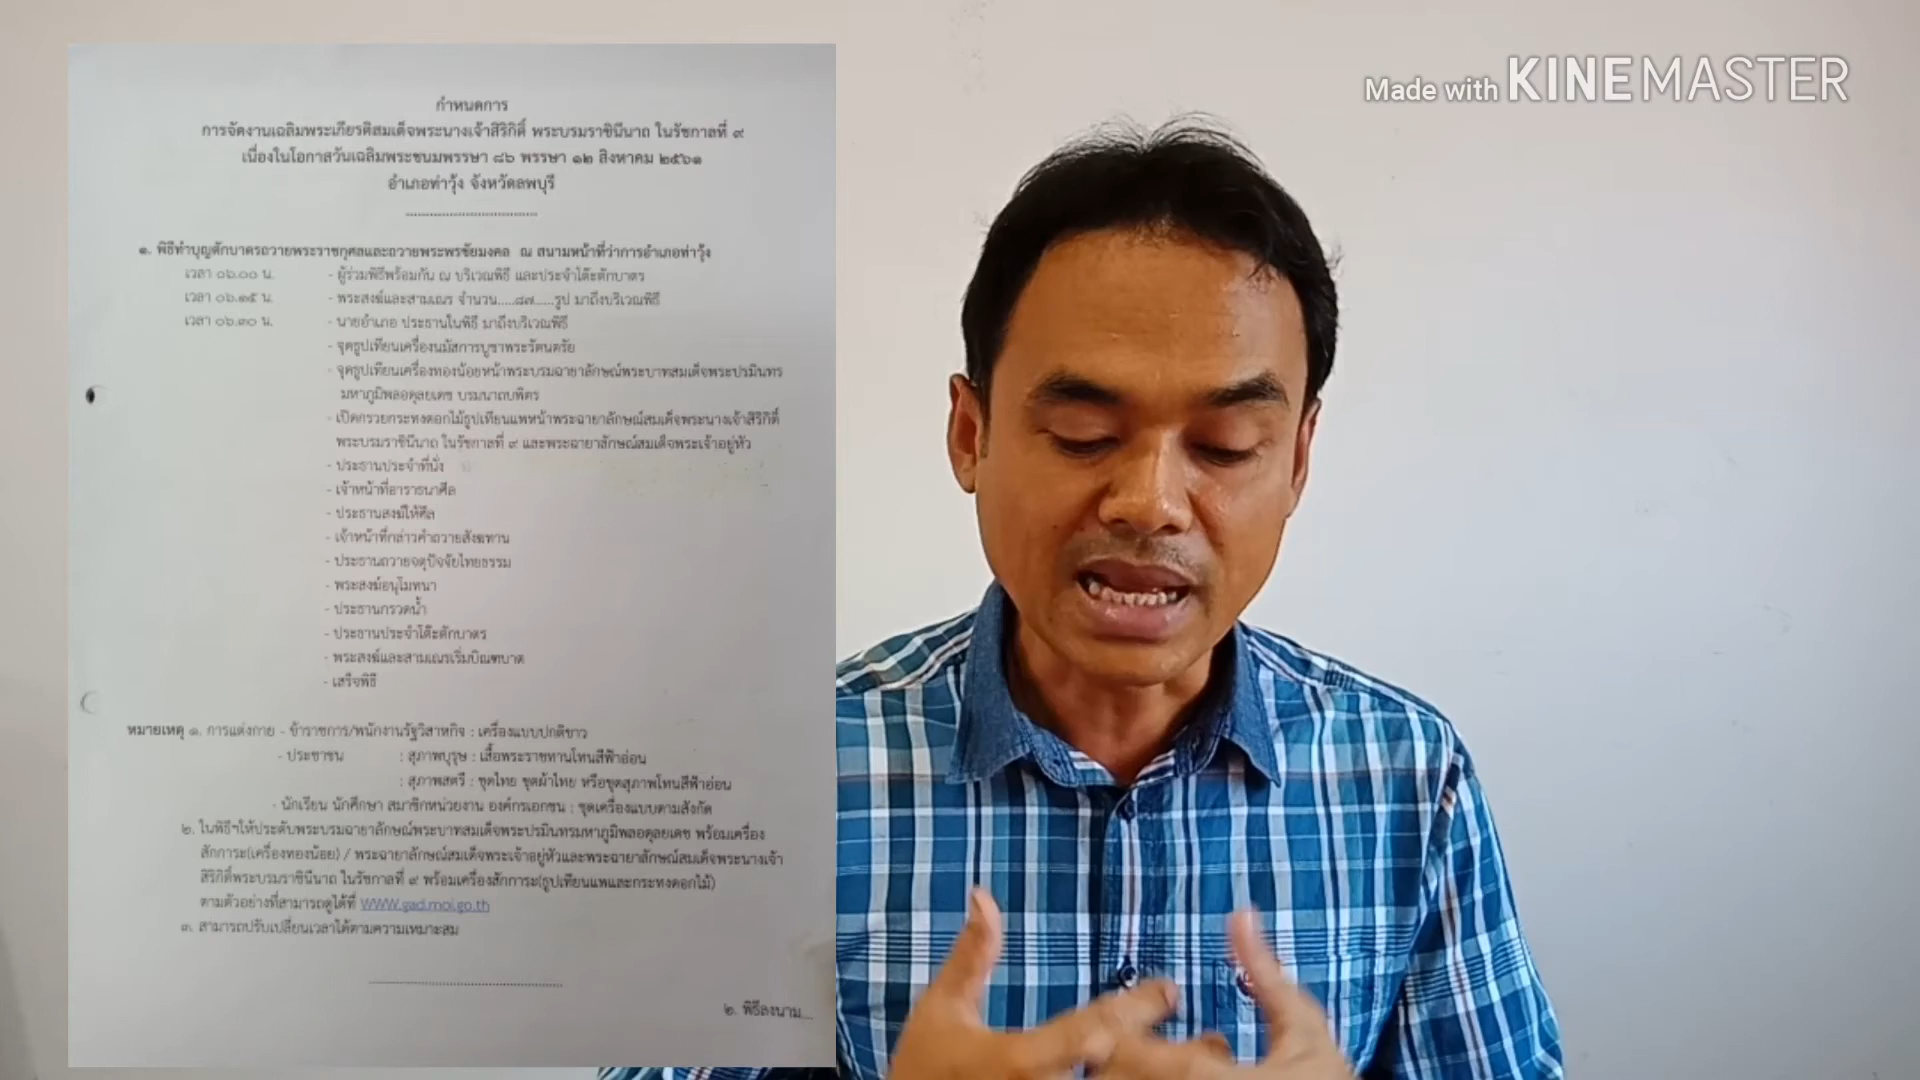 Made with KINEMASTER
กำหนดการ
การจัดงานเฉลิมพระเกียรติสมเด็จพระนางเจ้าสิริกิติ์ พระบรมราชินีนาถ ในรัชกาลที่ ๙
เนื่องในโอกาสวันเฉลิมพระชนมพรรษา ๘๖ พรรษา ๑๒ สิงหาคม ๒๕๖๑
อำเภอท่าวุ้ง จังหวัดลพบุรี
๑. พิธีทำบุญตักบาตรถวายพระราชกุศลและถวายพระพรชัยมงคล ณ สนามหน้าที่ว่าการอำเภอท่าวุ้ง
เวลา ๐๖.๐๐ น. - ผู้ร่วมพิธีพร้อมกัน ณ บริเวณพิธี และประจำโต๊ะตักบาตร
เวลา ๐๖.๑๕ น. - พระสงฆ์และสามเณร จำนวน.....๘๗.....รูป มาถึงบริเวณพิธี
เวลา ๐๖.๓๐ น. - นายอำเภอ ประธานในพิธี มาถึงบริเวณพิธี
- จุดธูปเทียนเครื่องนมัสการบูชาพระรัตนตรัย
- จุดธูปเทียนเครื่องทองน้อยหน้าพระบรมฉายาลักษณ์พระบาทสมเด็จพระปรมินทร
มหาภูมิพลอดุลยเดช บรมนาถบพิตร
- เปิดกรวยกระทงดอกไม้ธูปเทียนแพหน้าพระฉายาลักษณ์สมเด็จพระนางเจ้าสิริกิติ์
พระบรมราชินีนาถ ในรัชกาลที่ ๙ และพระฉายาลักษณ์สมเด็จพระเจ้าอยู่หัว
- ประธานประจำที่นั่ง
- เจ้าหน้าที่อาราธนาศีล
- ประธานสงฆ์ให้ศีล
- เจ้าหน้าที่กล่าวคำถวายสังฆทาน
- ประธานถวายจตุปัจจัยไทยธรรม
- พระสงฆ์อนุโมทนา
- ประธานกรวดน้ำ
- ประธานประจำโต๊ะตักบาตร
- พระสงฆ์และสามเณรเริ่มบิณฑบาต
- เสร็จพิธี
หมายเหตุ ๑. การแต่งกาย - ข้าราชการ/พนักงานรัฐวิสาหกิจ : เครื่องแบบปกติขาว
- ประชาชน : สุภาพบุรุษ : เสื้อพระราชทานโทนสีฟ้าอ่อน
: สุภาพสตรี : ชุดไทย ชุดผ้าไทย หรือชุดสุภาพโทนสีฟ้าอ่อน
- นักเรียน นักศึกษา สมาชิกหน่วยงาน องค์กรเอกชน : ชุดเครื่องแบบตามสังกัด
๒. ในพิธีฯให้ประดับพระบรมฉายาลักษณ์พระบาทสมเด็จพระปรมินทรมหาภูมิพลอดุลยเดช พร้อมเครื่อง
สักการะ(เครื่องทองน้อย) / พระฉายาลักษณ์สมเด็จพระเจ้าอยู่หัวและพระฉายาลักษณ์สมเด็จพระนางเจ้า
สิริกิติ์พระบรมราชินีนาถ ในรัชกาลที่ ๙ พร้อมเครื่องสักการะ(ธูปเทียนแพและกระทงดอกไม้)
ตามตัวอย่างที่สามารถดูได้ที่ WWW.gad.moi.go.th
๓. สามารถปรับเปลี่ยนเวลาได้ตามความเหมาะสม
๒. พิธีลงนาม...